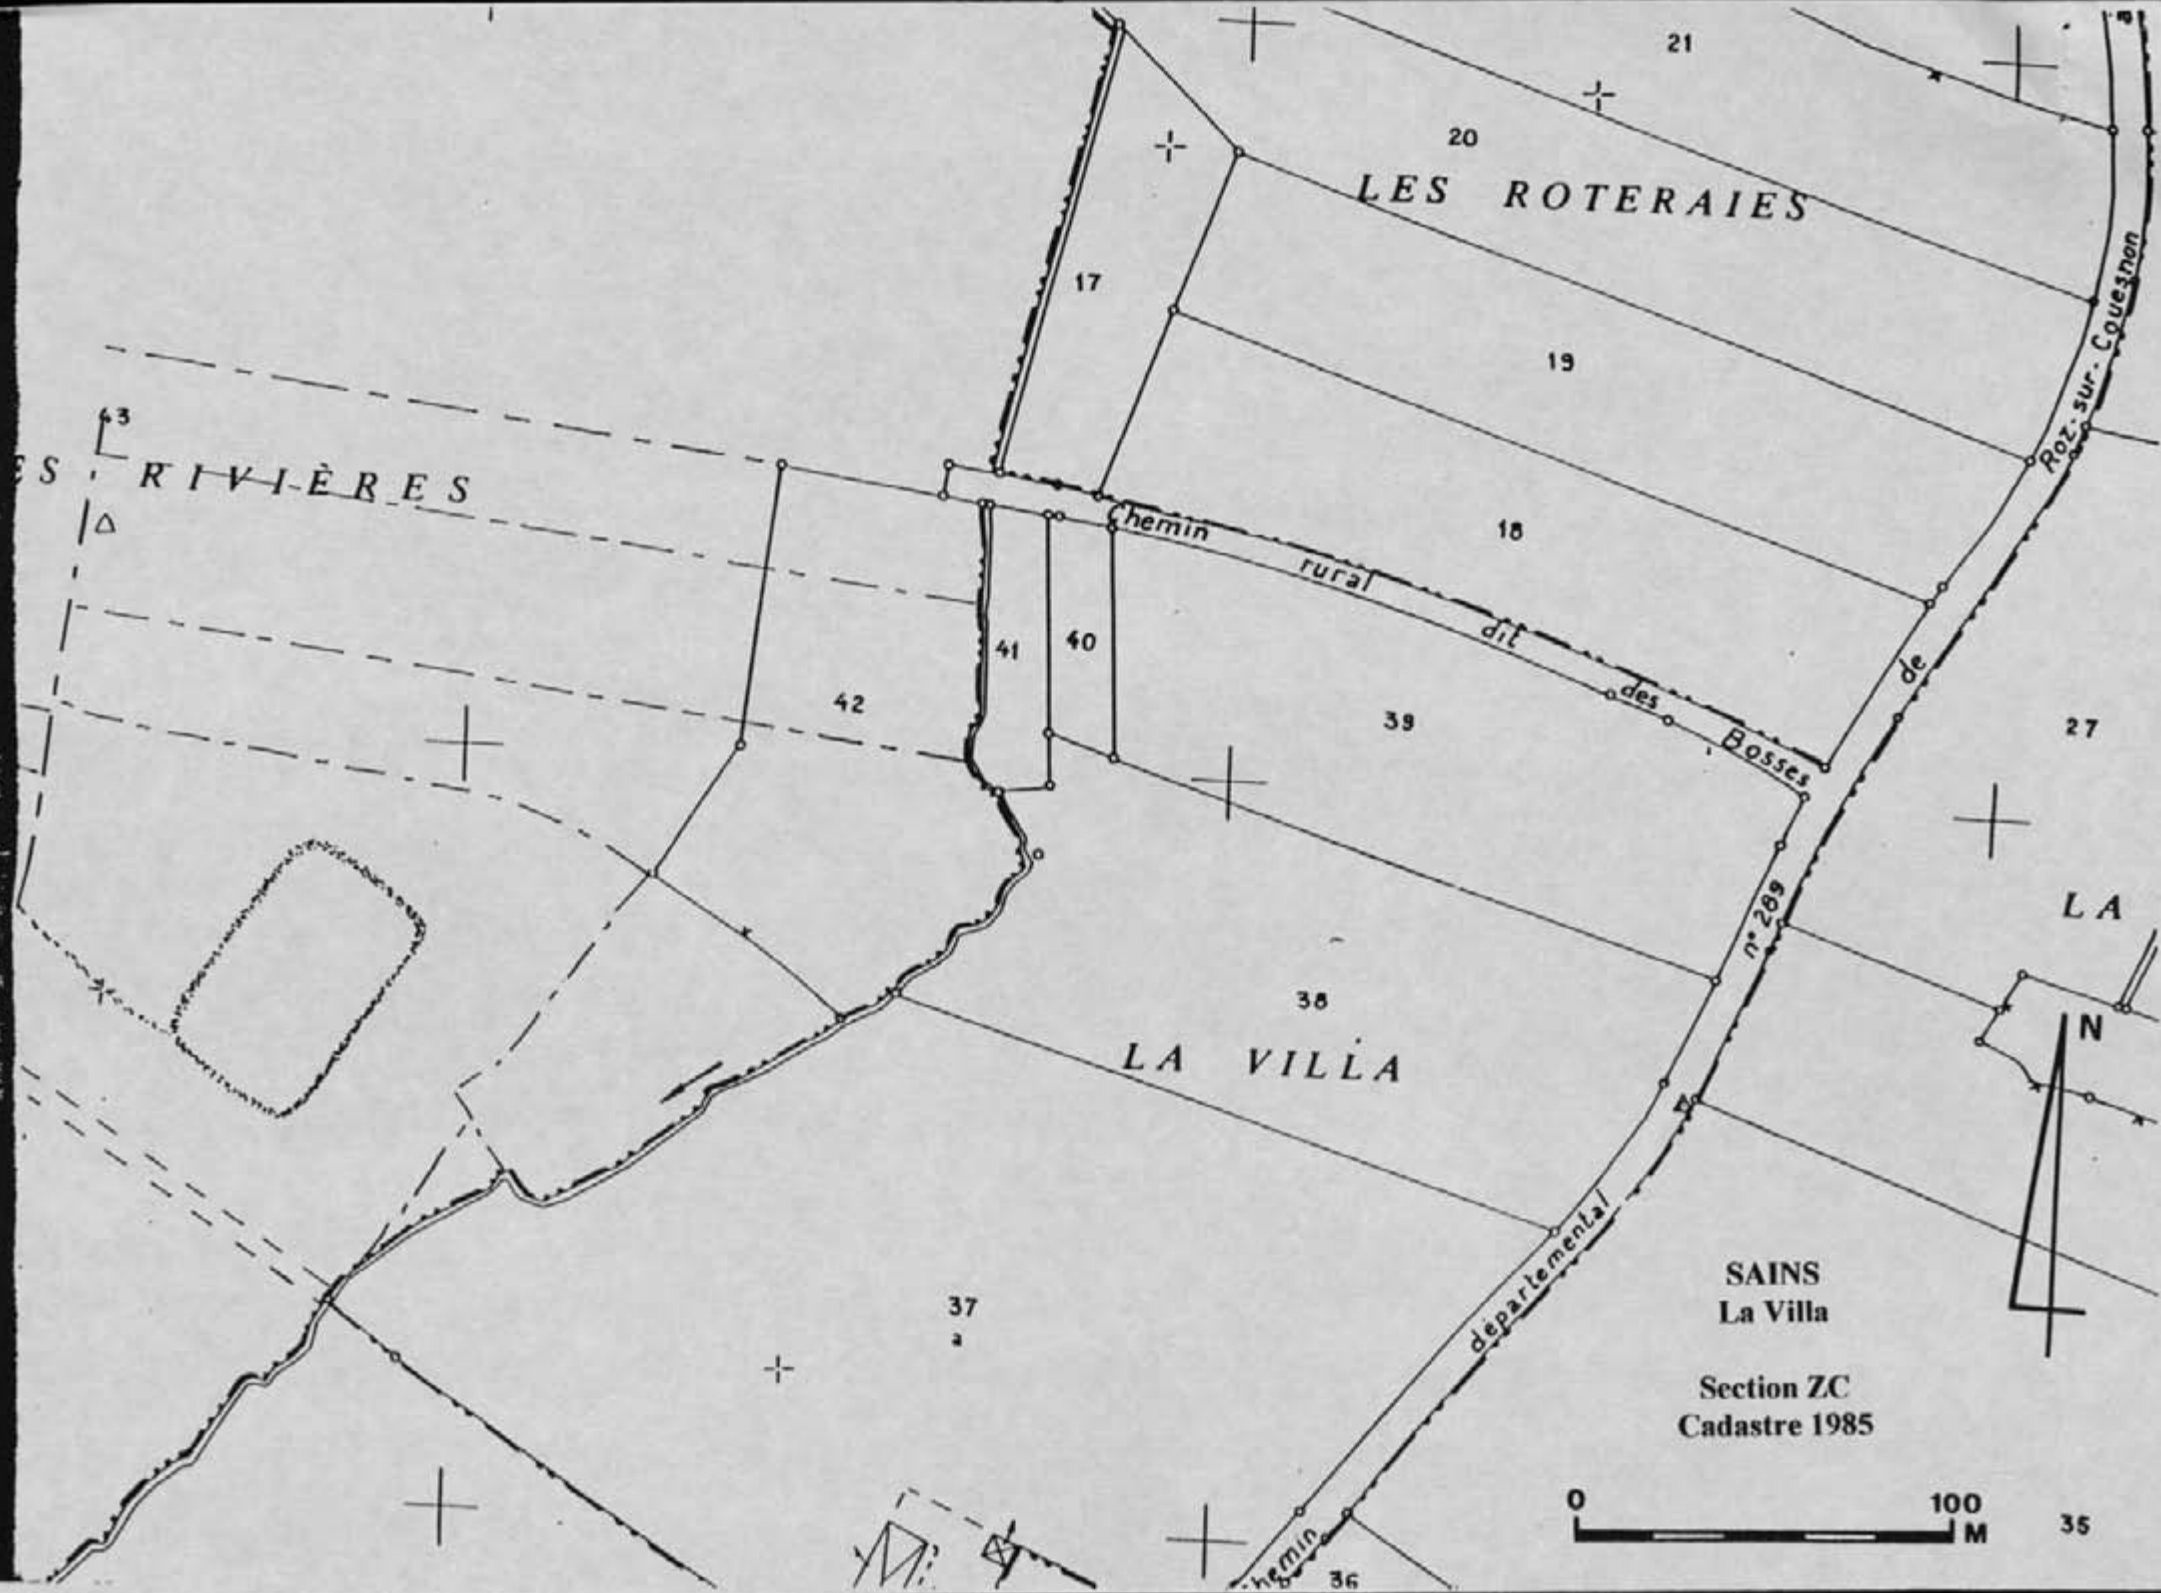 21
20
LES ROTERAIES
17
19
43
ES RIVIÈRES
18
Chemin rural dit des Bosses
41
40
42
39
27
LA
38
LA VILLA
37
a
chemin départemental n° 289 de Roz-sur-Couesnon
N
SAINS
La Villa
Section ZC
Cadastre 1985
0 100
M
35
36